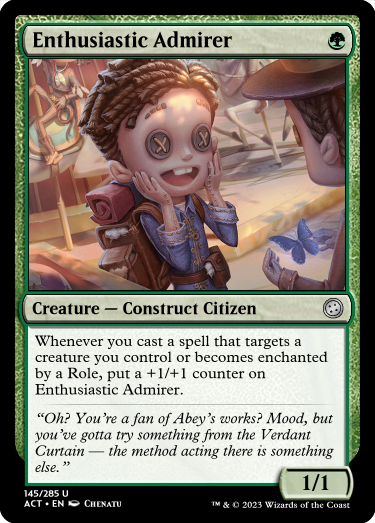 Enthusiastic Admirer
Creature — Construct Citizen
Whenever you cast a spell that targets a
creature you control or becomes enchanted
by a Role, put a +1/+1 counter on
Enthusiastic Admirer.
“Oh? You’re a fan of Abey’s works? Mood, but
you’ve gotta try something from the Verdant
Curtain — the method acting there is something
else.”
1/1
145/285 U
ACT • EN Chenatu
™ & © 2023 Wizards of the Coast